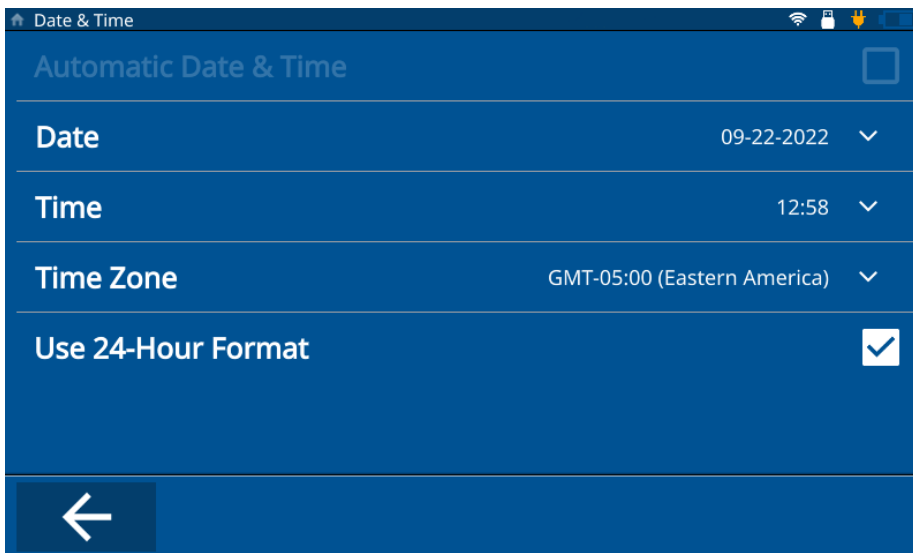 Date & Time
Automatic Date & Time
Date 09-22-2022
Time 12:58
Time Zone GMT-05:00 (Eastern America)
Use 24-Hour Format